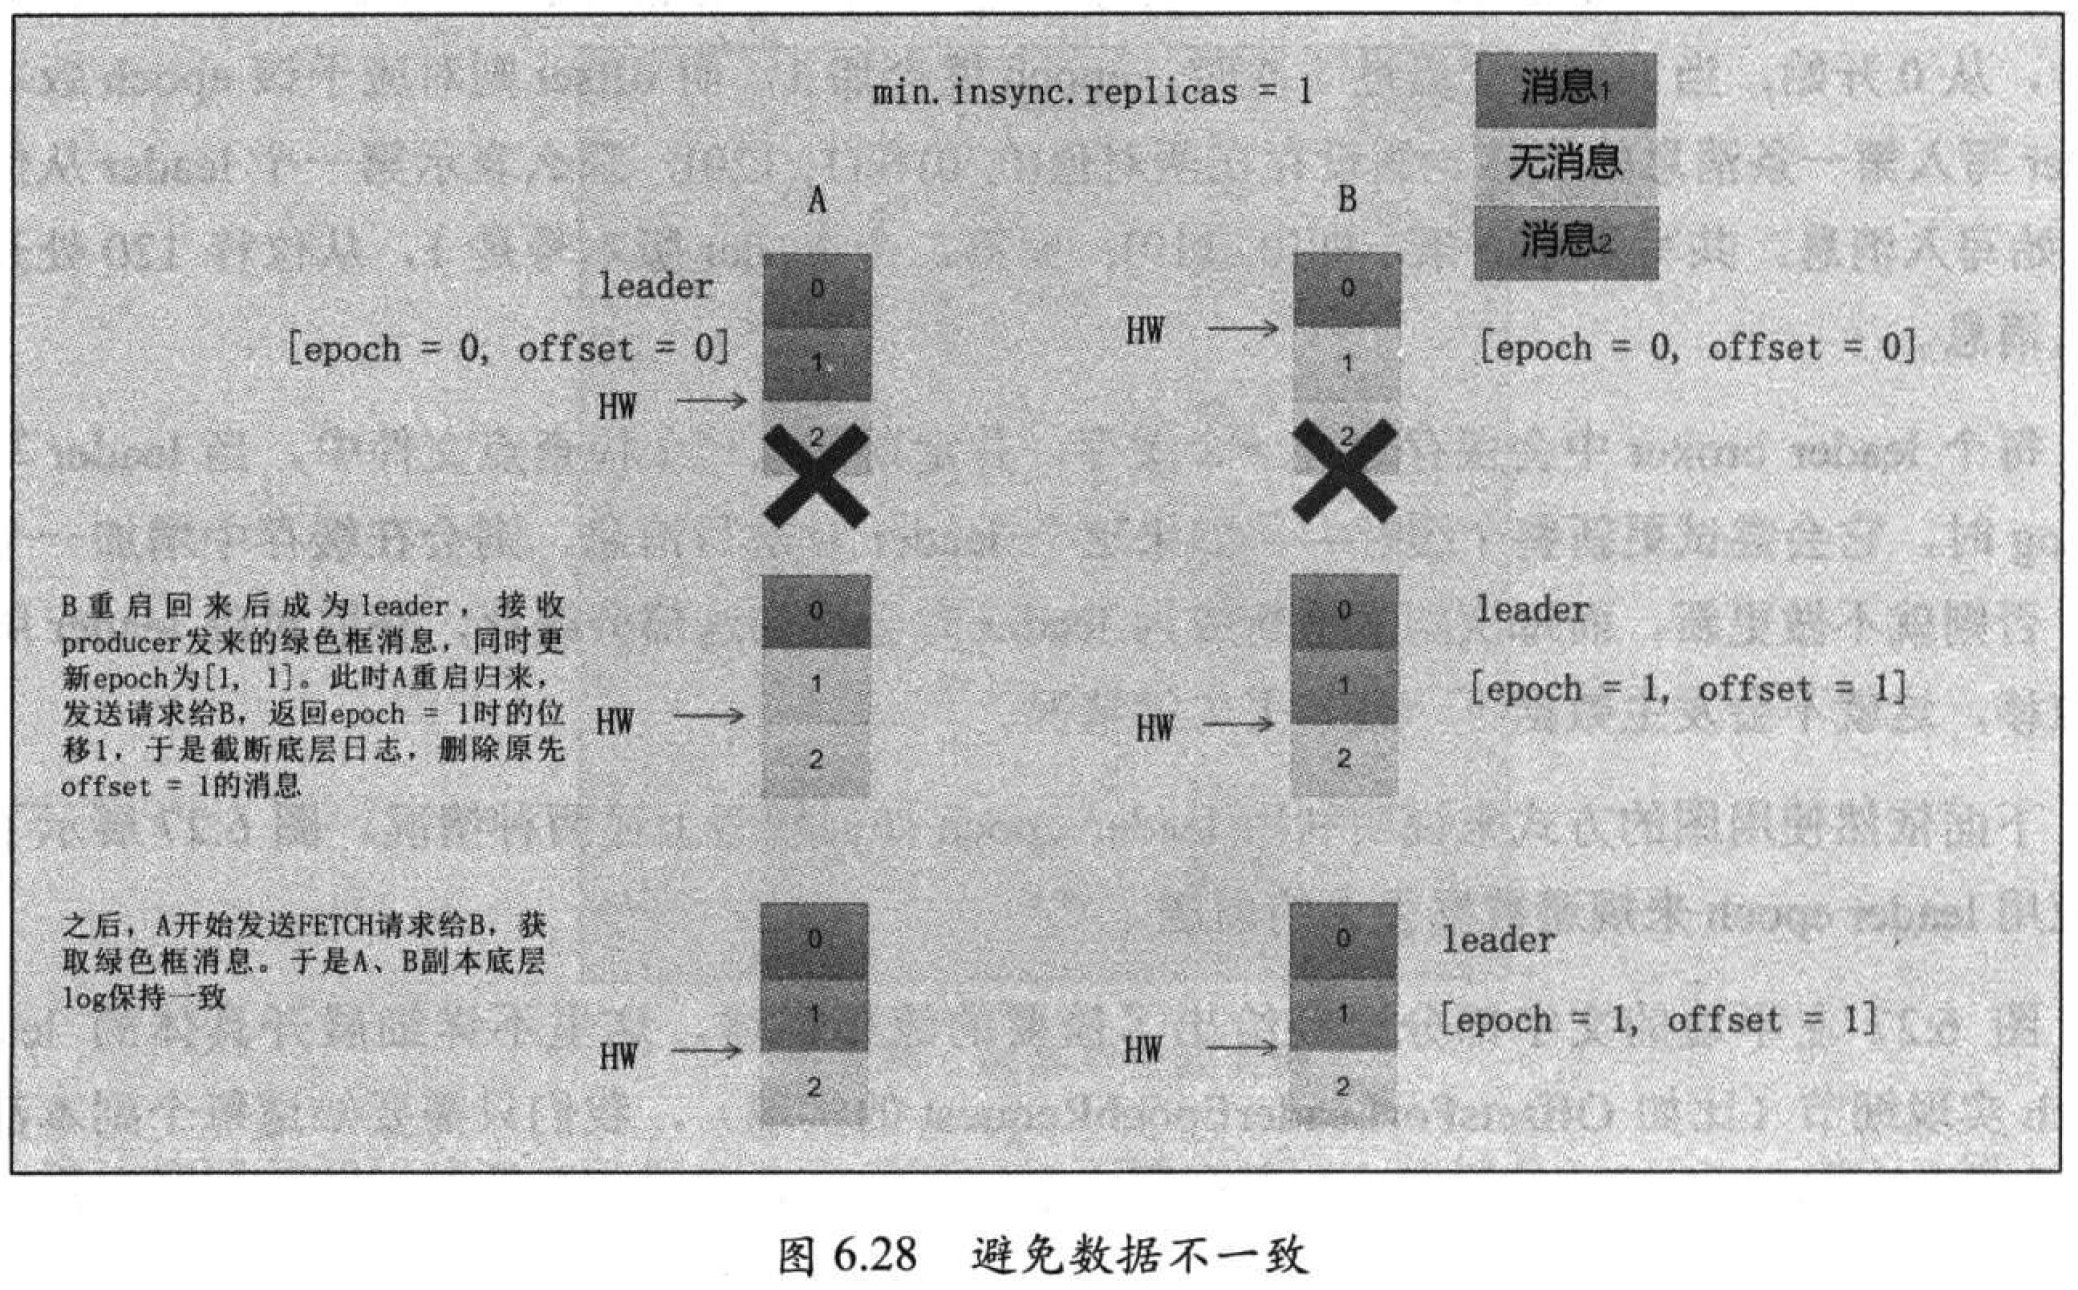 min.insync.replicas = 1
消息1
无消息
消息2
A
B
leader
[epoch = 0, offset = 0]
HW
0
1
2
HW
0
1
2
[epoch = 0, offset = 0]
B重启回来后成为leader，接收
producer发来的绿色框消息，同时更
新epoch为[1, 1]。此时A重启归来，
发送请求给B，返回epoch = 1时的位
移1，于是截断底层日志，删除原先
offset = 1的消息
HW
0
1
2
HW
0
1
2
leader
[epoch = 1, offset = 1]
之后，A开始发送FETCH请求给B，获
取绿色框消息。于是A、B副本底层
log保持一致
HW
0
1
2
HW
0
1
2
leader
[epoch = 1, offset = 1]
图 6.28 避免数据不一致